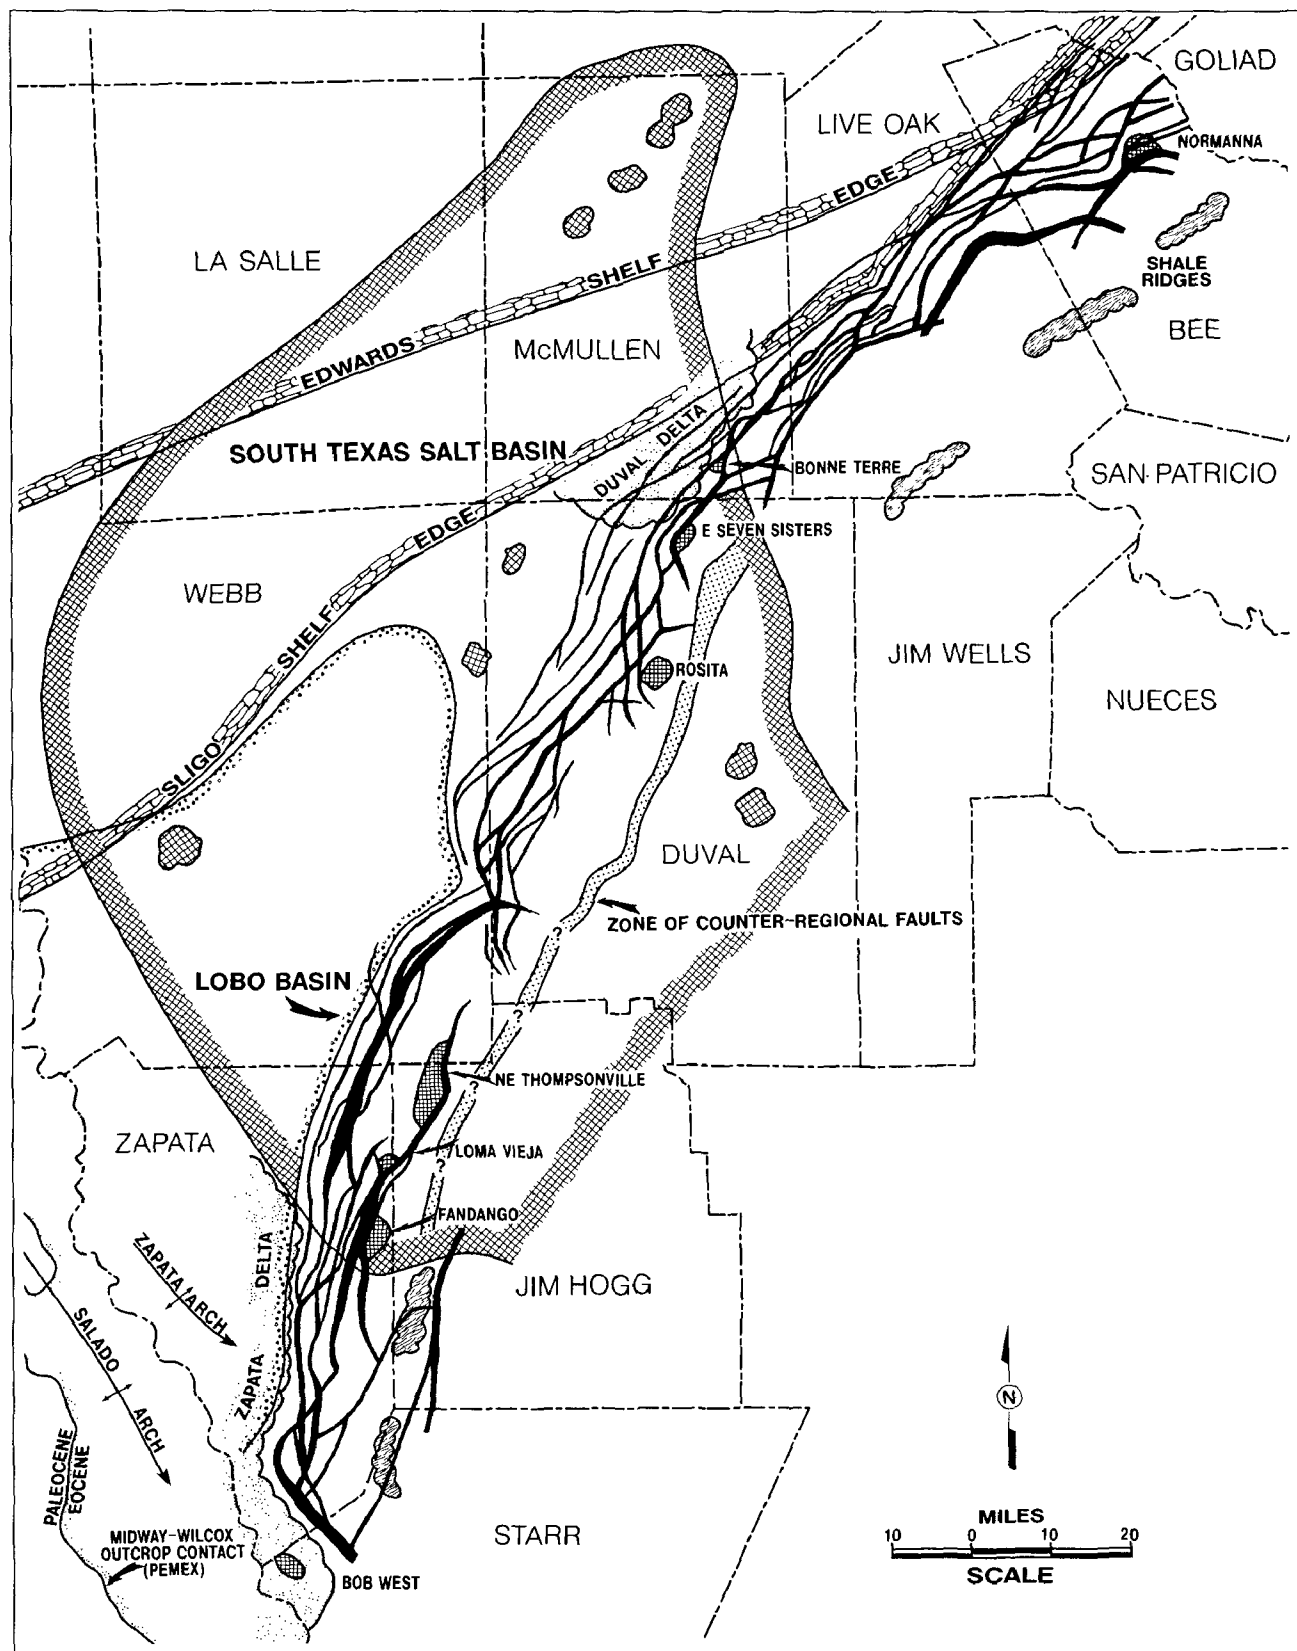 GOLIAD
LIVE OAK
NORMANNA
EDGE
LA SALLE
SHELF
SHALE
RIDGES
BEE
McMULLEN
EDWARDS
SOUTH TEXAS SALT BASIN
DUVAL DELTA
BONNE TERRE
SAN PATRICIO
EDGE
E SEVEN SISTERS
WEBB
SHELF
JIM WELLS
ROSITA
NUECES
SLIGO
DUVAL
ZONE OF COUNTER-REGIONAL FAULTS
?
LOBO BASIN
?
NE THOMPSONVILLE
?
ZAPATA
LOMA VIEJA
?
FANDANGO
ZAPATA ARCH
ZAPATA DELTA
JIM HOGG
SALADO ARCH
N
PALEOCENE
EOCENE
MIDWAY-WILCOX
OUTCROP CONTACT
(PEMEX)
STARR
BOB WEST
MILES
10 0 10 20
SCALE